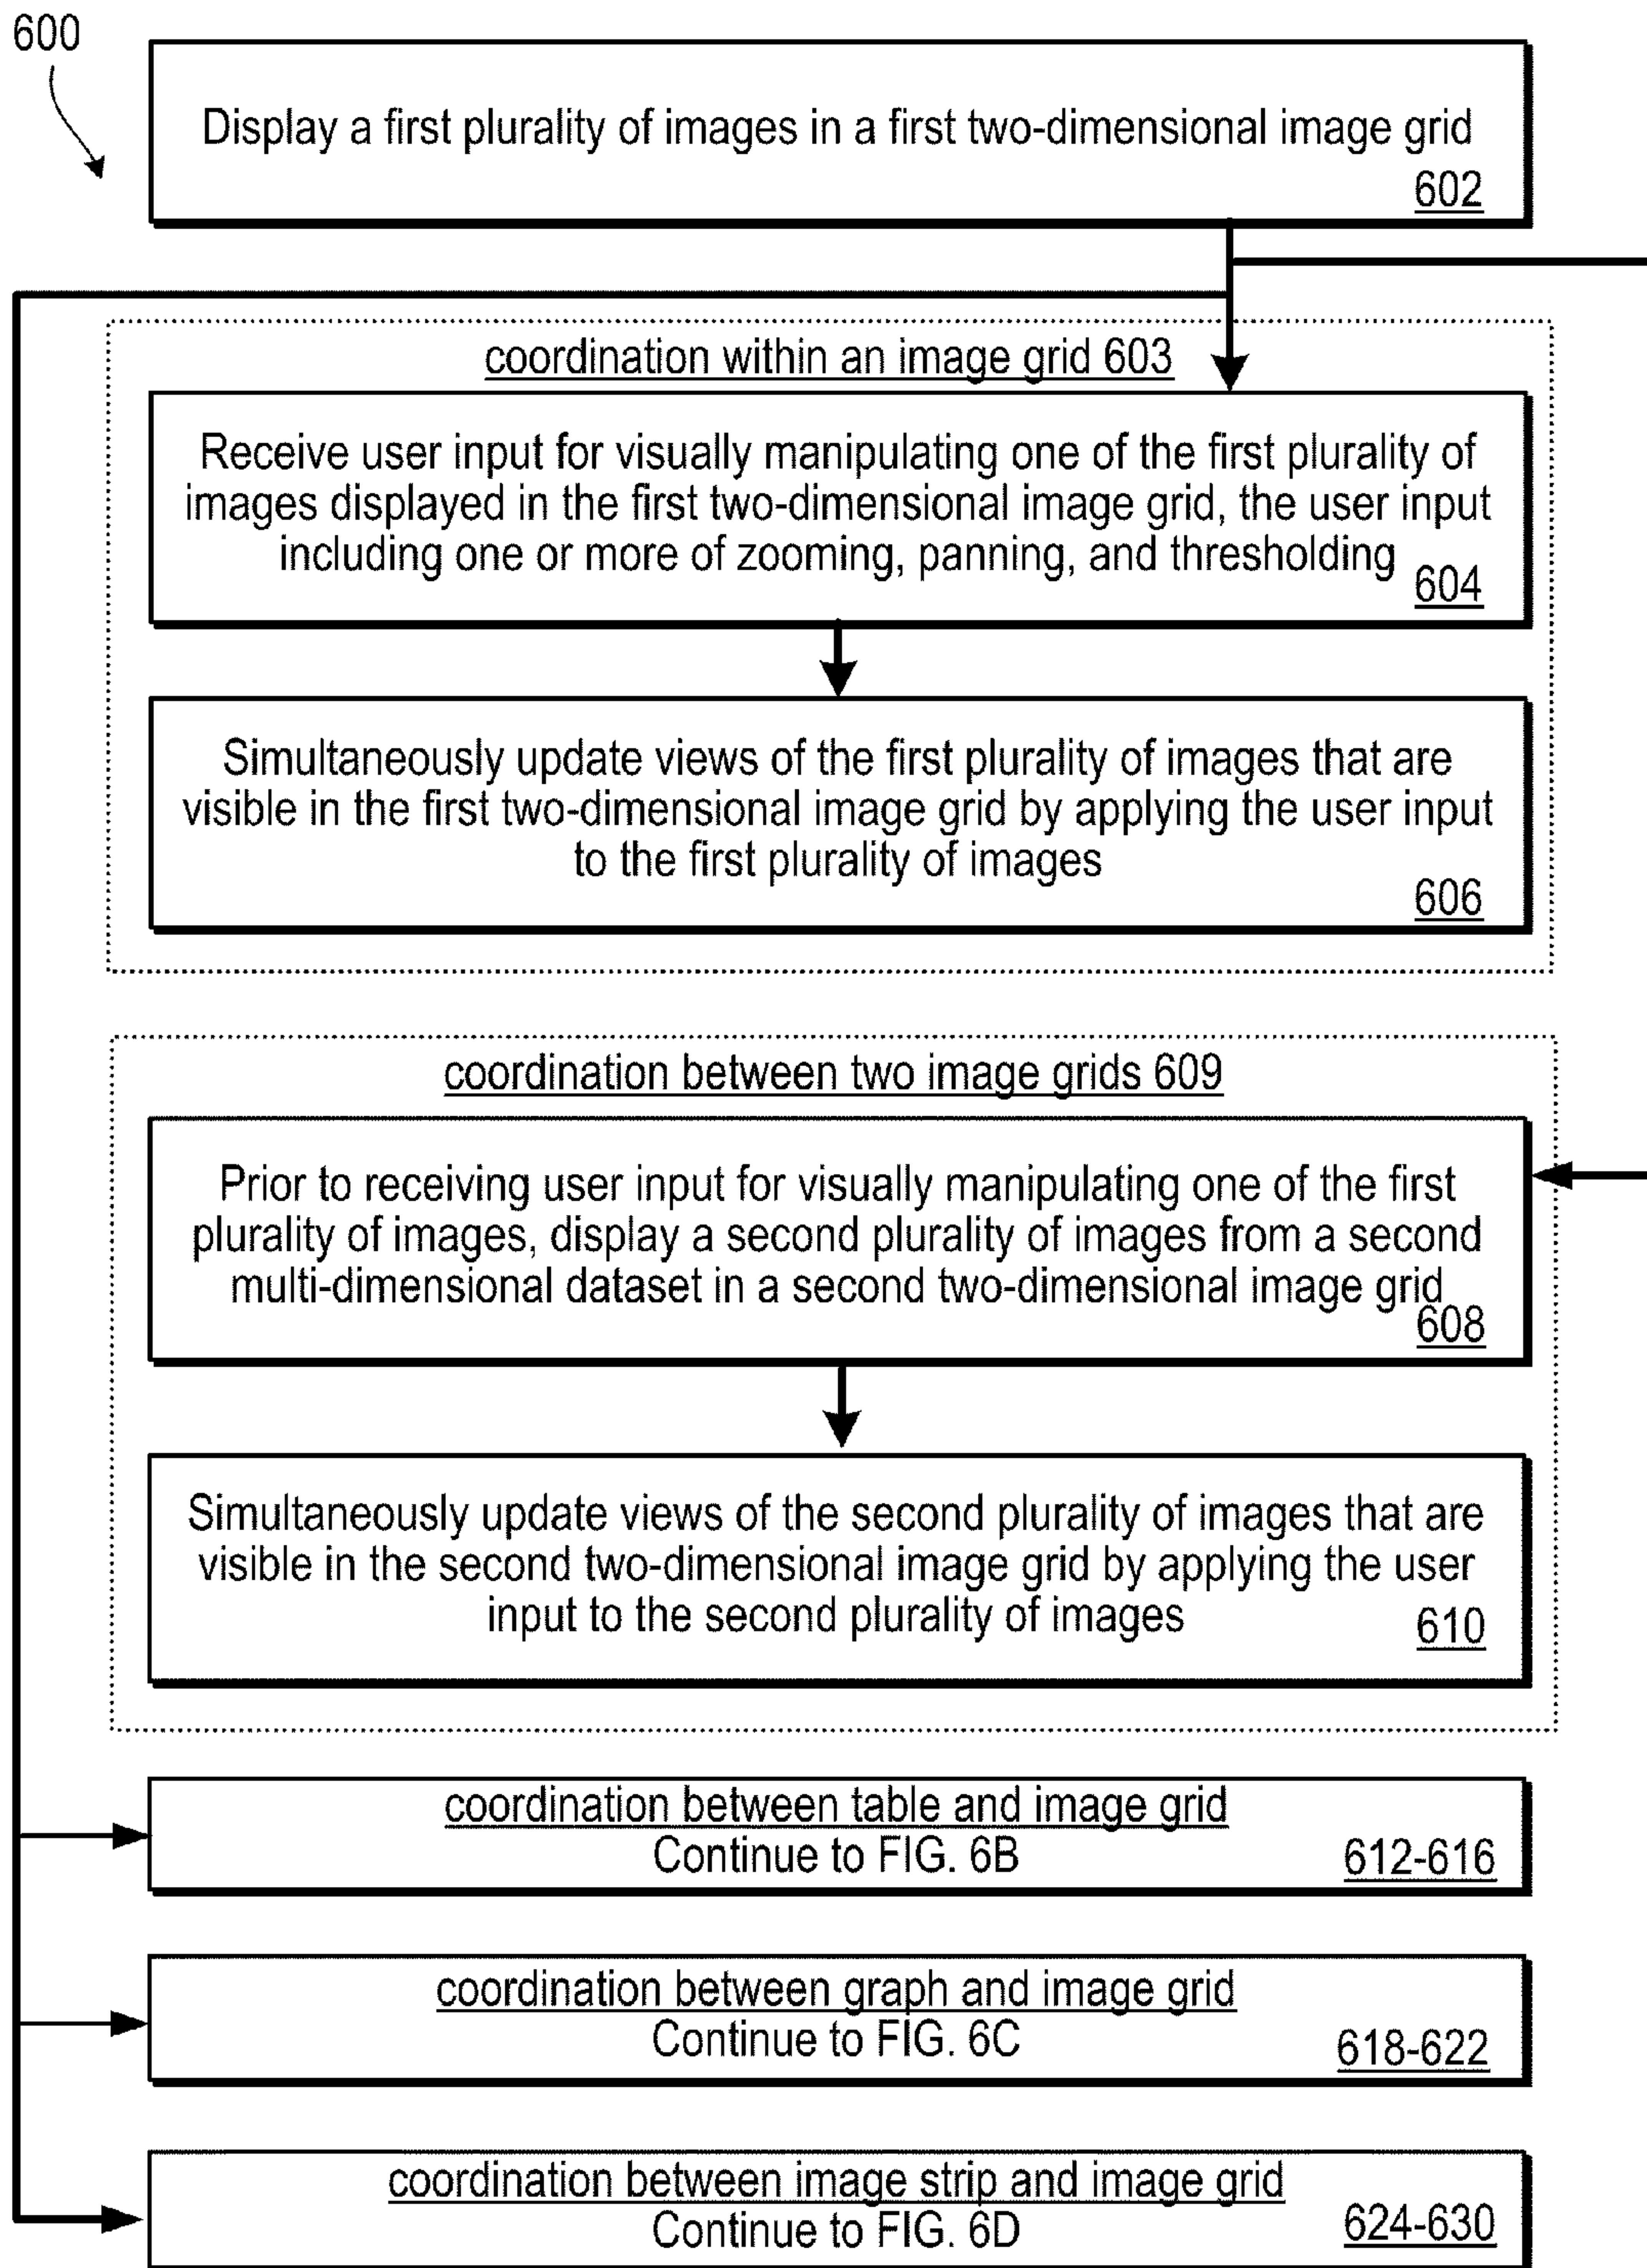 600
Display a first plurality of images in a first two-dimensional image grid
602
coordination within an image grid 603
Receive user input for visually manipulating one of the first plurality of
images displayed in the first two-dimensional image grid, the user input
including one or more of zooming, panning, and thresholding
604
Simultaneously update views of the first plurality of images that are
visible in the first two-dimensional image grid by applying the user input
to the first plurality of images
606
coordination between two image grids 609
Prior to receiving user input for visually manipulating one of the first
plurality of images, display a second plurality of images from a second
multi-dimensional dataset in a second two-dimensional image grid
608
Simultaneously update views of the second plurality of images that are
visible in the second two-dimensional image grid by applying the user
input to the second plurality of images
610
coordination between table and image grid
Continue to FIG. 6B
612-616
coordination between graph and image grid
Continue to FIG. 6C
618-622
coordination between image strip and image grid
Continue to FIG. 6D
624-630